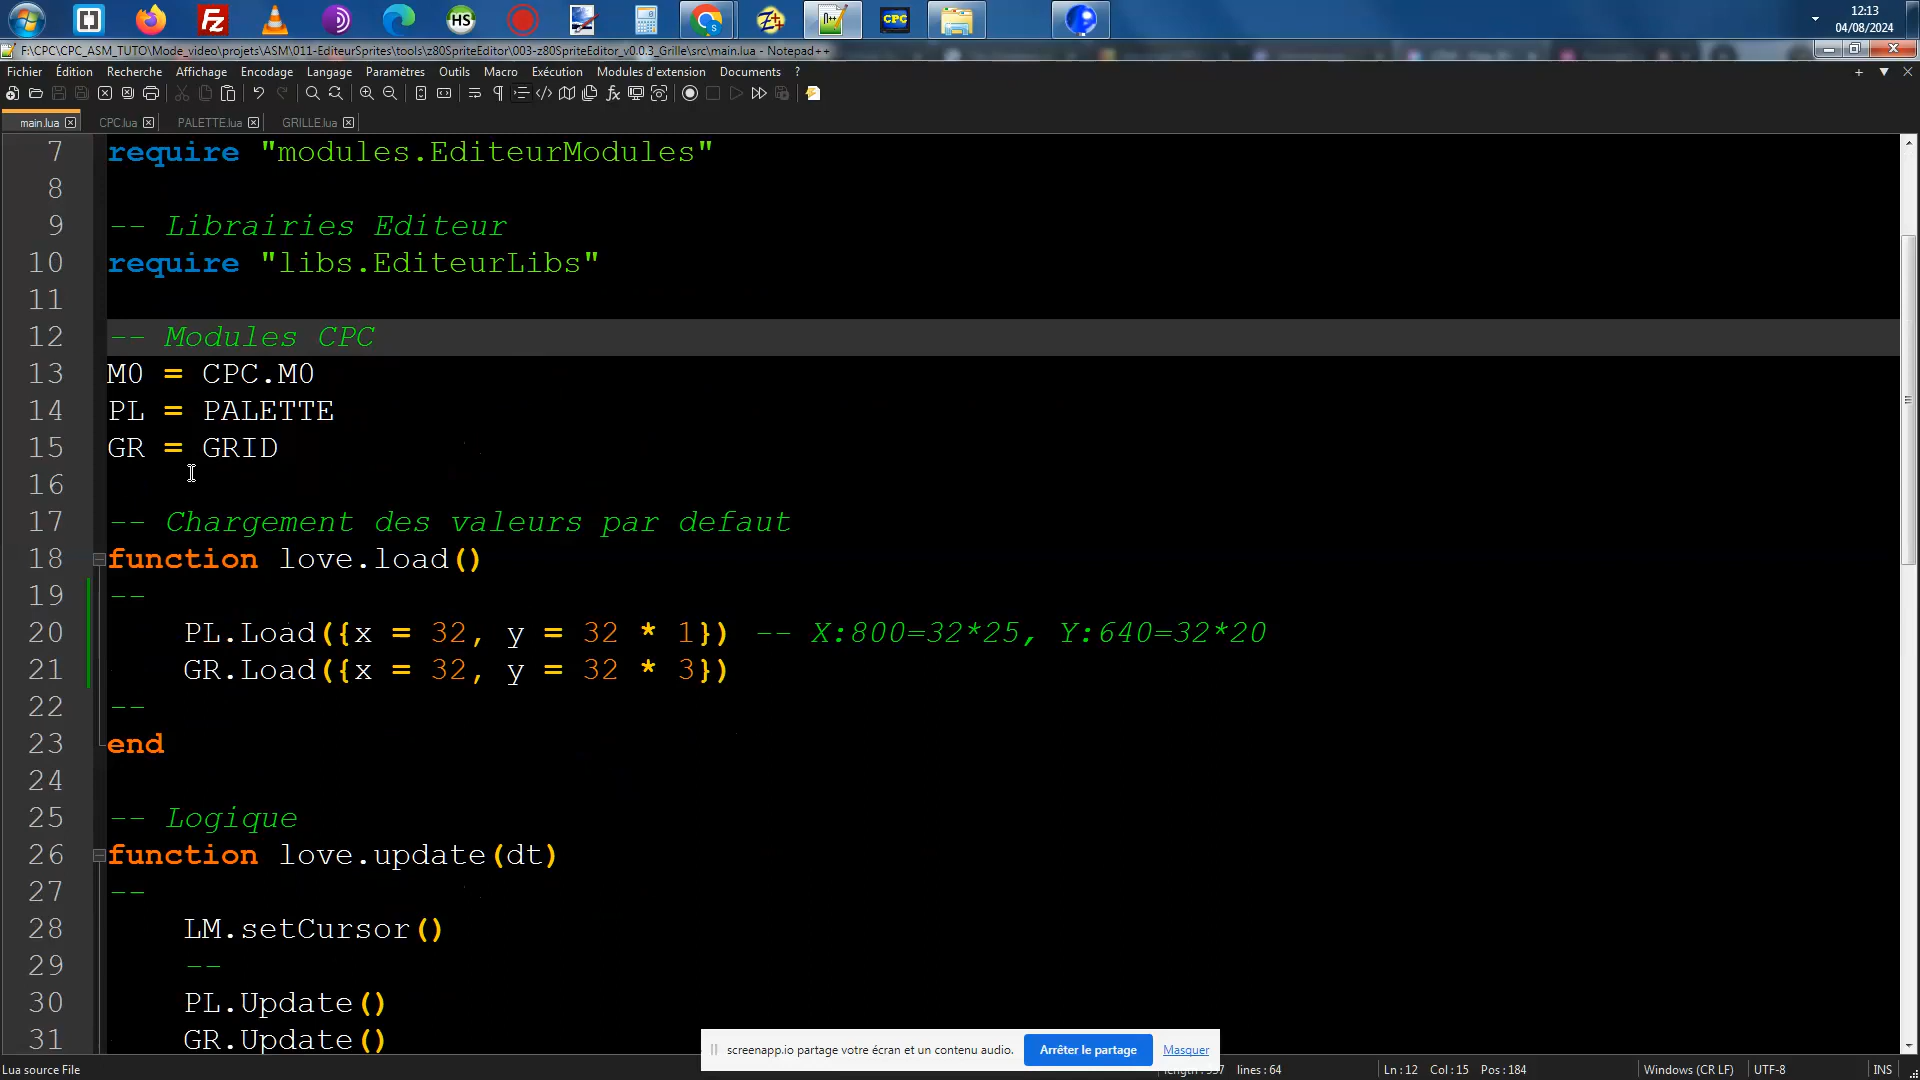 12:13
04/08/2024
F:\CPC\CPC_ASM_TUTO\Mode_video\projets\ASM\011-EditeurSprites\tools\z80SpriteEditor\003-z80SpriteEditor_v0.0.3_Grille\src\main.lua - Notepad++
Fichier Édition Recherche Affichage Encodage Langage Paramètres Outils Macro Exécution Modules d'extension Documents ?
main.lua CPC.lua PALETTE.lua GRILLE.lua
7 require "modules.EditeurModules"
8
9 -- Librairies Editeur
10 require "libs.EditeurLibs"
11
12 -- Modules CPC
13 M0 = CPC.M0
14 PL = PALETTE
15 GR = GRID
16
17 -- Chargement des valeurs par defaut
18 function love.load()
19 --
20 PL.Load({x = 32, y = 32 * 1}) -- X:800=32*25, Y:640=32*20
21 GR.Load({x = 32, y = 32 * 3})
22 --
23 end
24
25 -- Logique
26 function love.update(dt)
27 --
28 LM.setCursor()
29 --
30 PL.Update()
31 GR.Update()
screenapp.io partage votre écran et un contenu audio. Arrêter le partage Masquer
Lua source File lines : 64 Ln : 12 Col : 15 Pos : 184 Windows (CR LF) UTF-8 INS